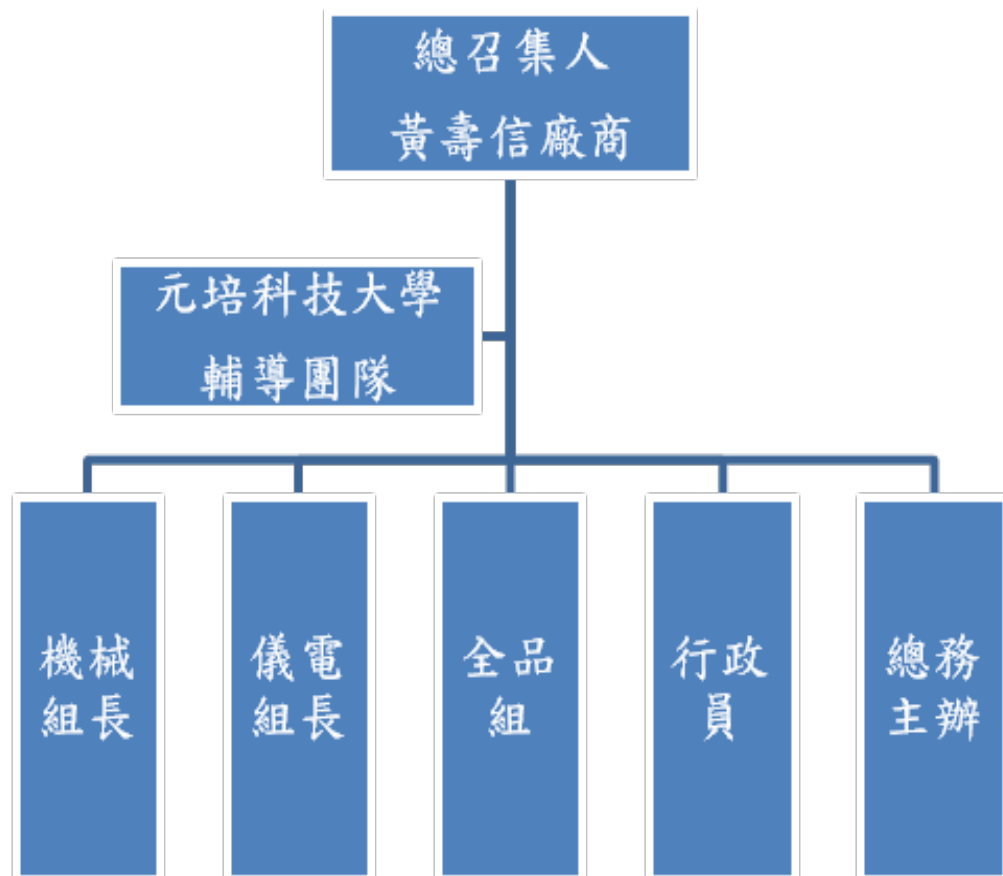 總召集人
黃壽信廠商
元培科技大學
輔導團隊
機械
組長
儀電
組長
全品
組
行政
員
總務
主辦